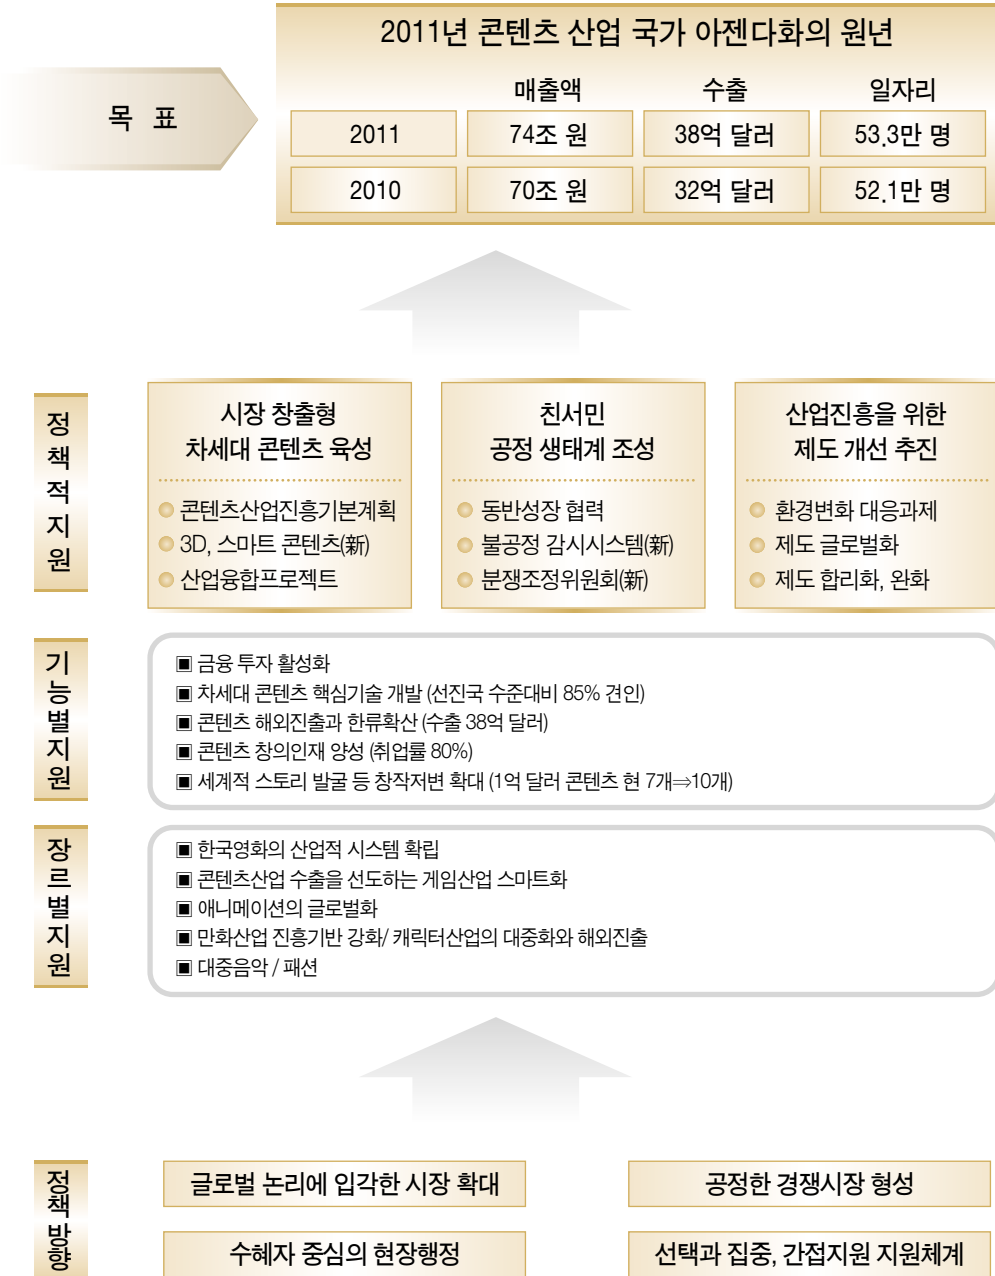 2011년 콘텐츠 산업 국가 아젠다화의 원년
목 표
매출액 수출 일자리
2011 74조 원 38억 달러 53.3만 명
2010 70조 원 32억 달러 52.1만 명
정책적지원
시장 창출형
차세대 콘텐츠 육성
콘텐츠산업진흥기본계획
3D, 스마트 콘텐츠(新)
산업융합프로젝트
친서민
공정 생태계 조성
동반성장 협력
불공정 감시시스템(新)
분쟁조정위원회(新)
산업진흥을 위한
제도 개선 추진
환경변화 대응과제
제도 글로벌화
제도 합리화, 완화
기능별지원
▣ 금융 투자 활성화
▣ 차세대 콘텐츠 핵심기술 개발 (선진국 수준대비 85% 견인)
▣ 콘텐츠 해외진출과 한류확산 (수출 38억 달러)
▣ 콘텐츠 창의인재 양성 (취업률 80%)
▣ 세계적 스토리 발굴 등 창작저변 확대 (1억 달러 콘텐츠 현 7개⇒10개)
장르별지원
▣ 한국영화의 산업적 시스템 확립
▣ 콘텐츠산업 수출을 선도하는 게임산업 스마트화
▣ 애니메이션의 글로벌화
▣ 만화산업 진흥기반 강화/ 캐릭터산업의 대중화와 해외진출
▣ 대중음악 / 패션
정책방향
글로벌 논리에 입각한 시장 확대
공정한 경쟁시장 형성
수혜자 중심의 현장행정
선택과 집중, 간접지원 지원체계